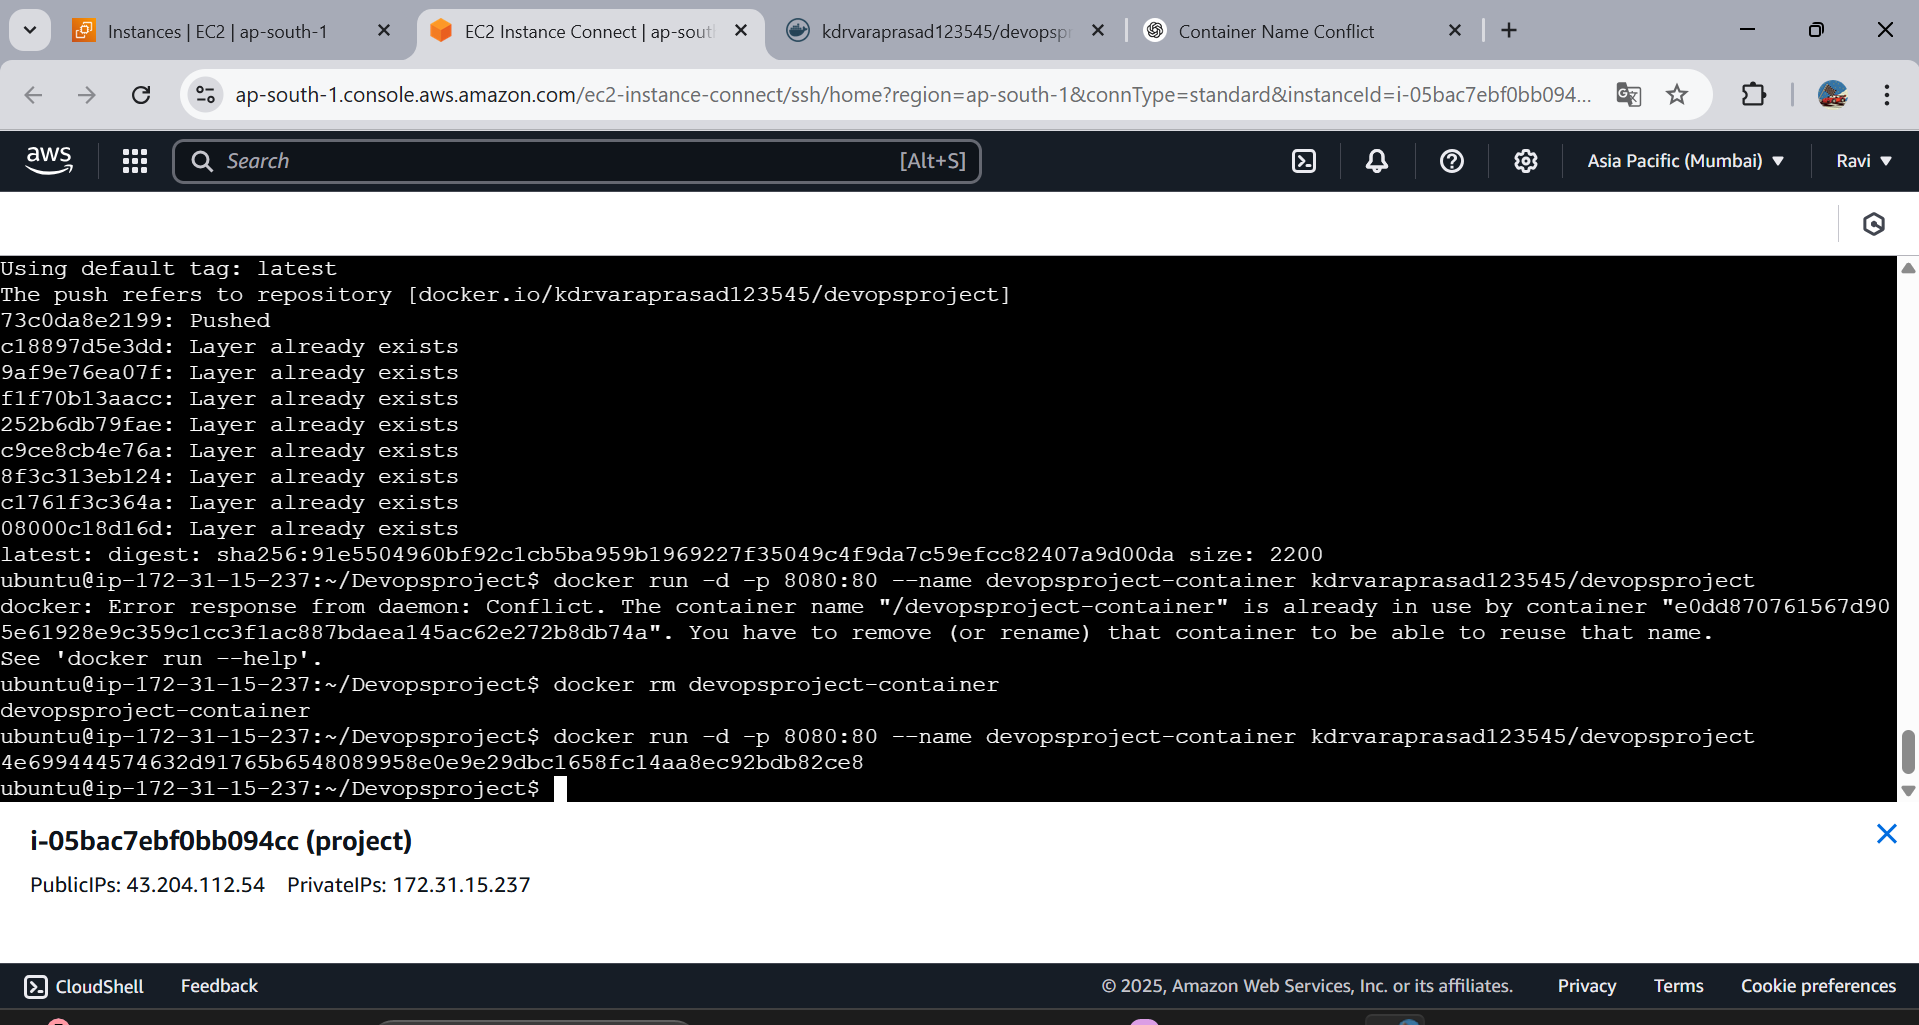 Instances | EC2 | ap-south-1
EC2 Instance Connect | ap-sout
kdrvaraprasad123545/devopsp
Container Name Conflict
ap-south-1.console.aws.amazon.com/ec2-instance-connect/ssh/home?region=ap-south-1&connType=standard&instanceId=i-05bac7ebf0bb094...
aws
Search
[Alt+S]
Asia Pacific (Mumbai)
Ravi
Using default tag: latest
The push refers to repository [docker.io/kdrvaraprasad123545/devopsproject]
73c0da8e2199: Pushed
c18897d5e3dd: Layer already exists
9af9e76ea07f: Layer already exists
f1f70b13aacc: Layer already exists
252b6db79fae: Layer already exists
c9ce8cb4e76a: Layer already exists
8f3c313eb124: Layer already exists
c1761f3c364a: Layer already exists
08000c18d16d: Layer already exists
latest: digest: sha256:91e5504960bf92c1cb5ba959b1969227f35049c4f9da7c59efcc82407a9d00da size: 2200
ubuntu@ip-172-31-15-237:~/Devopsproject$ docker run -d -p 8080:80 --name devopsproject-container kdrvaraprasad123545/devopsproject
docker: Error response from daemon: Conflict. The container name "/devopsproject-container" is already in use by container "e0dd870761567d90
5e61928e9c359c1cc3f1ac887bdaea145ac62e272b8db74a". You have to remove (or rename) that container to be able to reuse that name.
See 'docker run --help'.
ubuntu@ip-172-31-15-237:~/Devopsproject$ docker rm devopsproject-container
devopsproject-container
ubuntu@ip-172-31-15-237:~/Devopsproject$ docker run -d -p 8080:80 --name devopsproject-container kdrvaraprasad123545/devopsproject
4e699444574632d91765b6548089958e0e9e29dbc1658fc14aa8ec92bdb82ce8
ubuntu@ip-172-31-15-237:~/Devopsproject$
i-05bac7ebf0bb094cc (project)
PublicIPs: 43.204.112.54 PrivateIPs: 172.31.15.237
CloudShell
Feedback
© 2025, Amazon Web Services, Inc. or its affiliates.
Privacy
Terms
Cookie preferences